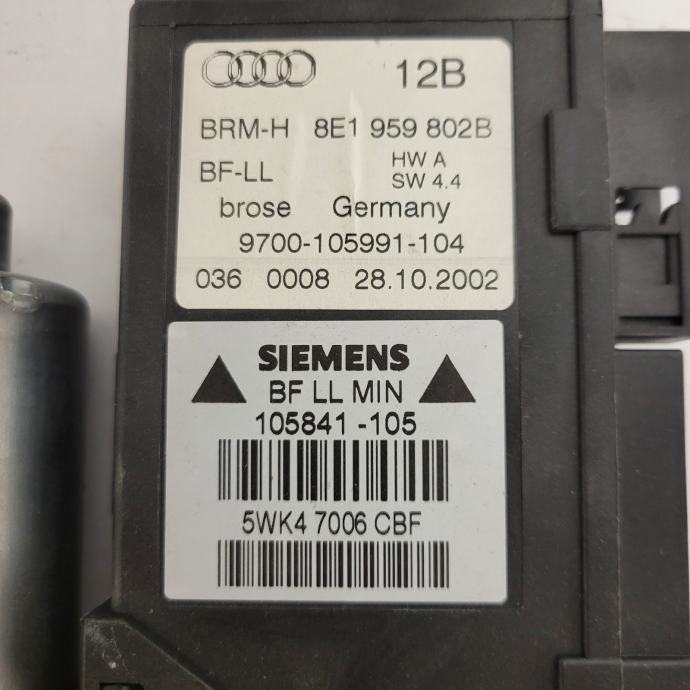 12B
BRM-H 8E1 959 802B
BF-LL HW A
SW 4.4
brose Germany
9700-105991-104
036 0008 28.10.2002
SIEMENS
BF LL MIN
105841-105
5WK4 7006 CBF